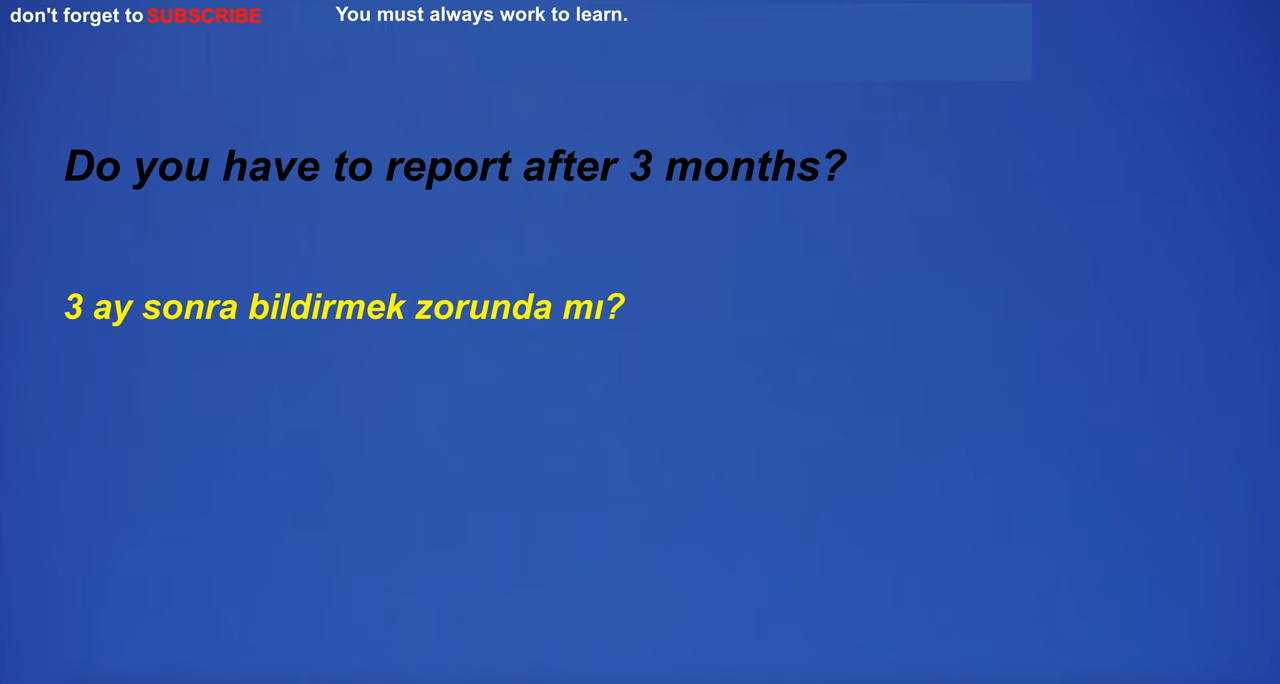 don't forget to SUBSCRIBE You must always work to learn.
Do you have to report after 3 months?
3 ay sonra bildirmek zorunda mı?